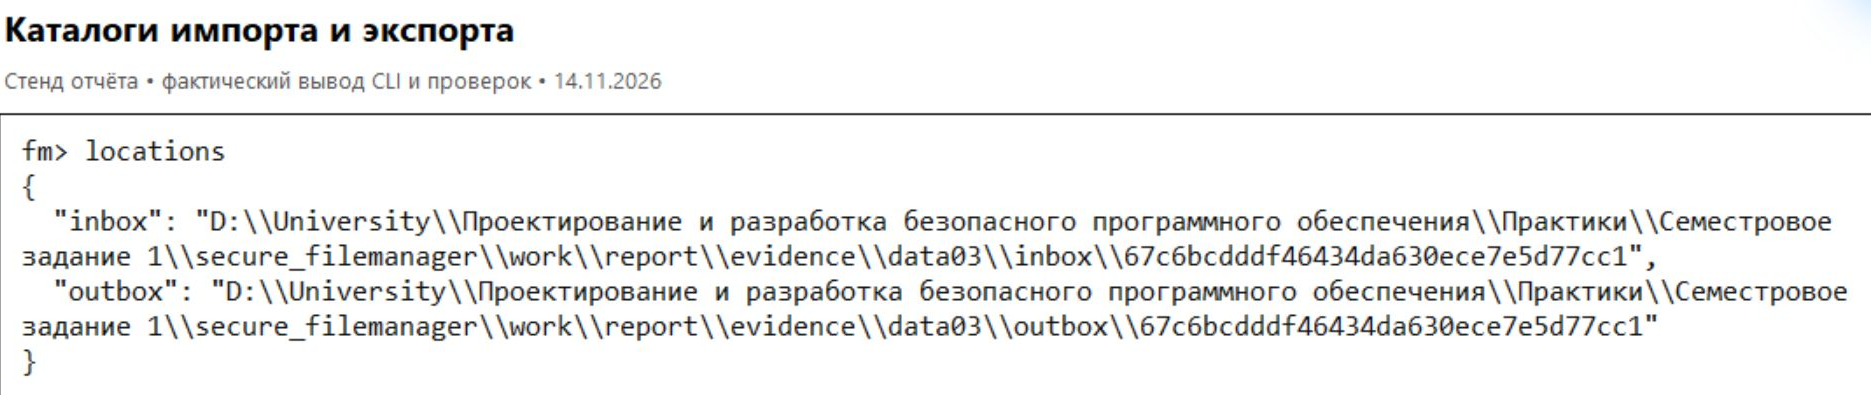 Каталоги импорта и экспорта
Стенд отчёта • фактический вывод CLI и проверок • 14.11.2026
fm> locations
{
  "inbox": "D:\\University\\Проектирование и разработка безопасного программного обеспечения\\Практики\\Семестровое
задание 1\\secure_filemanager\\work\\report\\evidence\\data03\\inbox\\67c6bcdddf46434da630ece7e5d77cc1",
  "outbox": "D:\\University\\Проектирование и разработка безопасного программного обеспечения\\Практики\\Семестровое
задание 1\\secure_filemanager\\work\\report\\evidence\\data03\\outbox\\67c6bcdddf46434da630ece7e5d77cc1"
}